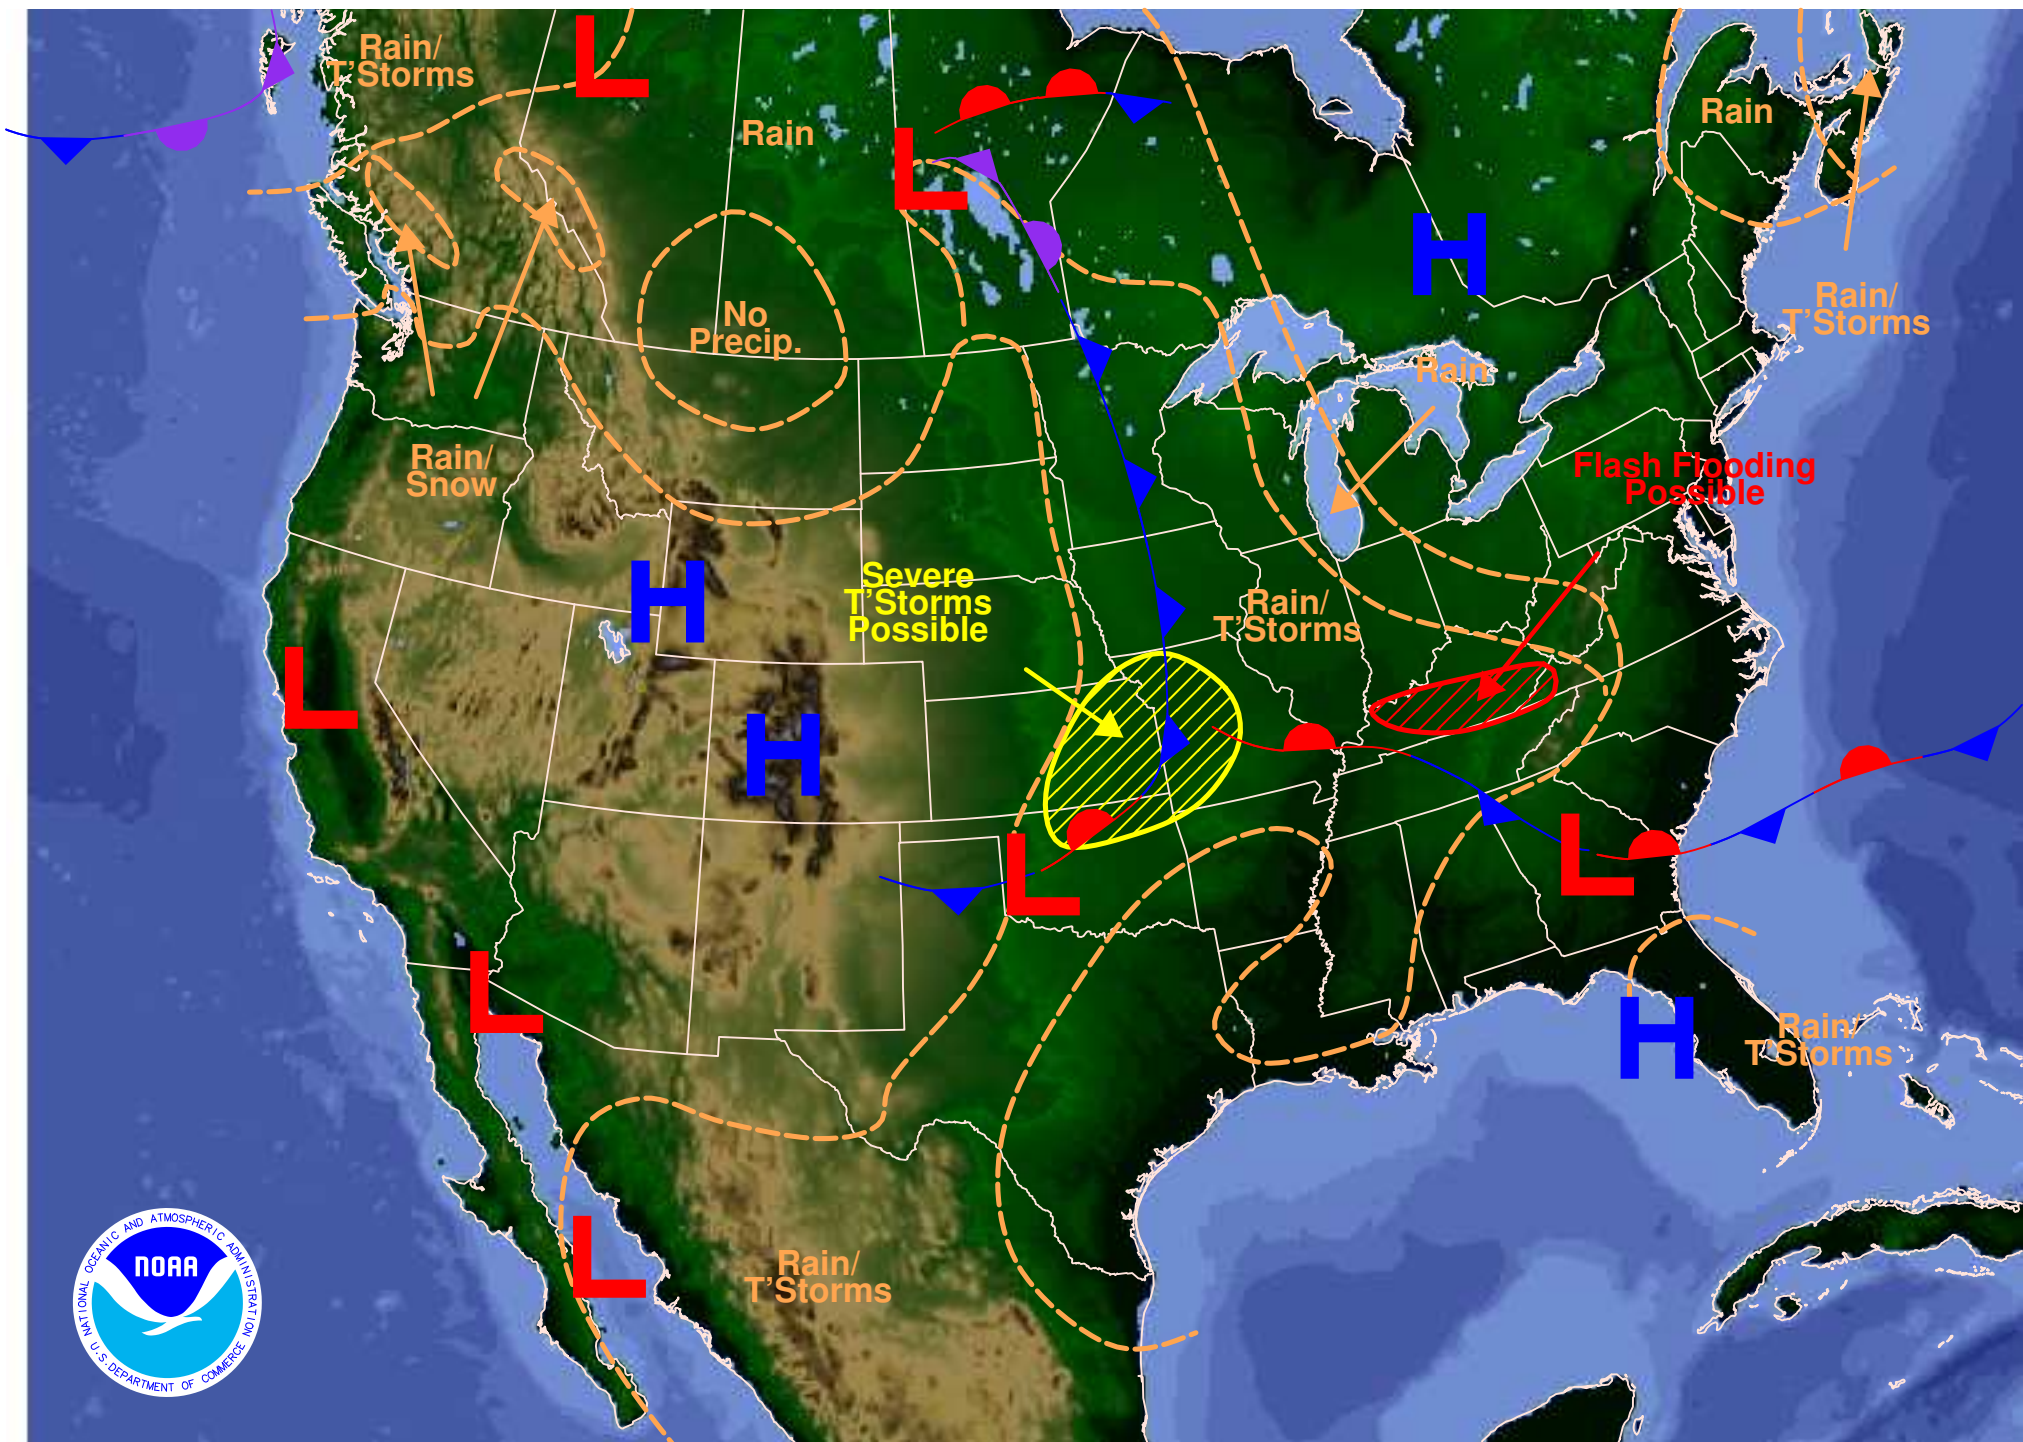 Rain/
T'Storms
L
Rain
L
Rain
H
Rain/
T'Storms
No
Precip.
Rain
Rain/
Snow
Flash Flooding
Possible
H
Severe
T'Storms
Possible
Rain/
T'Storms
L
H
L
L
L
H
Rain/
T'Storms
L
Rain/
T'Storms
NATIONAL OCEANIC AND ATMOSPHERIC ADMINISTRATION
NOAA
U.S. DEPARTMENT OF COMMERCE